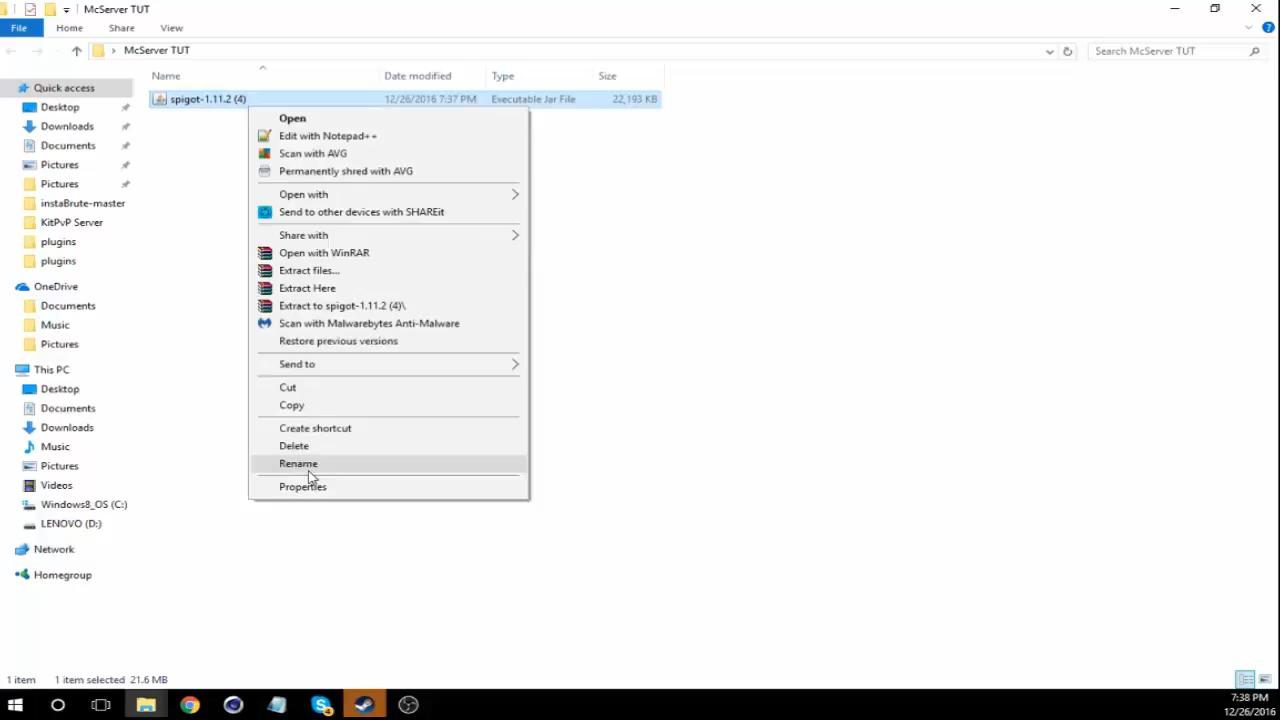 McServer TUT
File Home Share View
McServer TUT
Search McServer TUT
Name Date modified Type Size
spigot-1.11.2 (4) 12/26/2016 7:37 PM Executable Jar File 22,193 KB
Quick access
Desktop
Downloads
Documents
Pictures
Pictures
instaBrute-master
KitPvP Server
plugins
plugins
OneDrive
Documents
Music
Pictures
This PC
Desktop
Documents
Downloads
Music
Pictures
Videos
Windows8_OS (C:)
LENOVO (D:)
Network
Homegroup
Open
Edit with Notepad++
Scan with AVG
Permanently shred with AVG
Open with
Send to other devices with SHAREit
Share with
Open with WinRAR
Extract files...
Extract Here
Extract to spigot-1.11.2 (4)\
Scan with Malwarebytes Anti-Malware
Restore previous versions
Send to
Cut
Copy
Create shortcut
Delete
Rename
Properties
1 item 1 item selected 21.6 MB
7:38 PM
12/26/2016